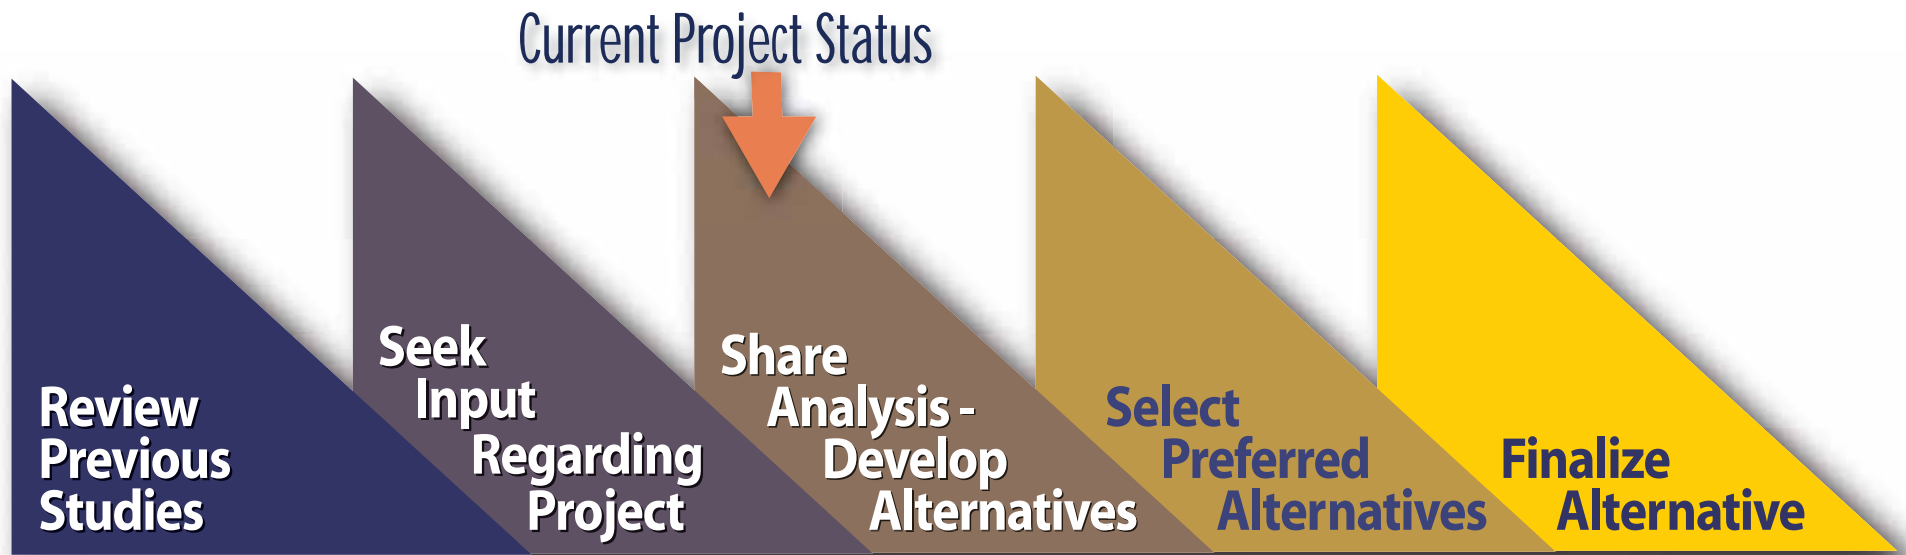 Current Project Status
Review
Previous
Studies
Seek
Input
Regarding
Project
Share
Analysis -
Develop
Alternatives
Select
Preferred
Alternatives
Finalize
Alternative